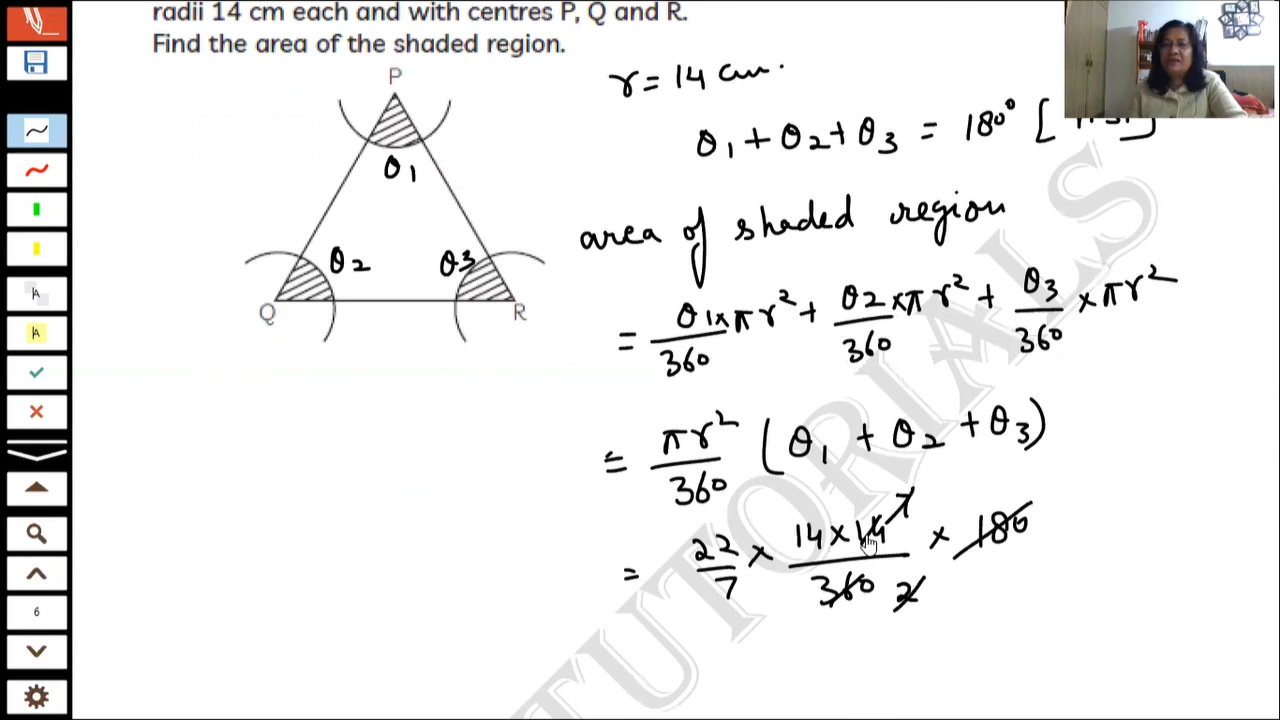 radii 14 cm each and with centres P, Q and R.
Find the area of the shaded region.
P
θ1
Q
θ2
θ3
R
r = 14 cm.
θ1 + θ2 + θ3 = 180° [
area of shaded region
= θ1/360 × πr² + θ2/360 × πr² + θ3/360 × πr²
= πr²/360 (θ1 + θ2 + θ3)
= 22/7 × 14 × 14 7/360 2 × 180
TUTORIALS
A
A
6